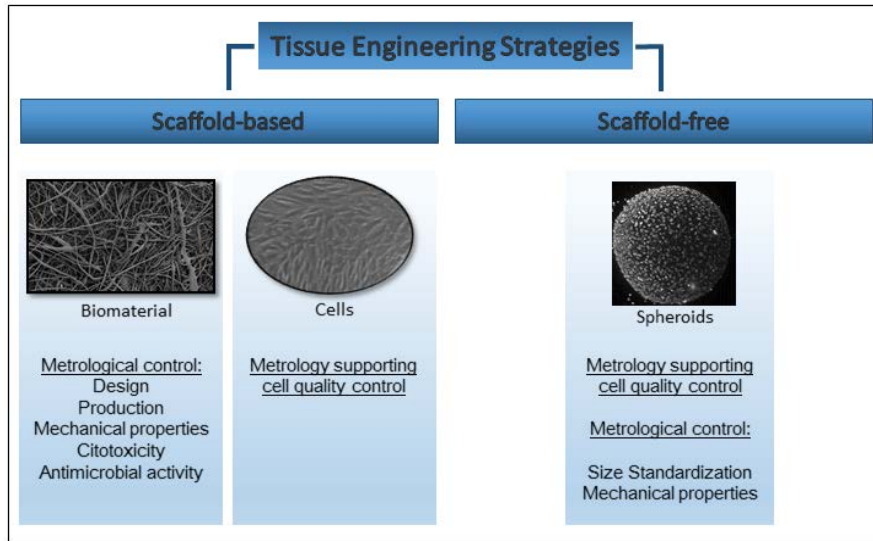 Tissue Engineering Strategies
Scaffold-based
Scaffold-free
Biomaterial
Metrological control:
Design
Production
Mechanical properties
Citotoxicity
Antimicrobial activity
Cells
Metrology supporting
cell quality control
Spheroids
Metrology supporting
cell quality control
Metrological control:
Size Standardization
Mechanical properties